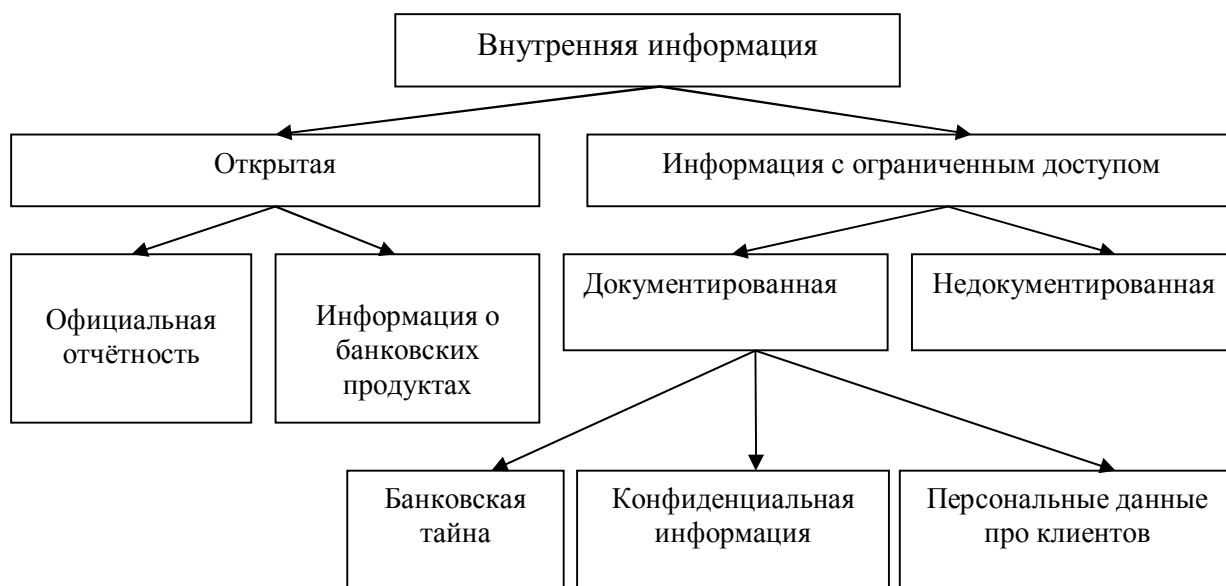 Внутренняя информация
Открытая
Информация с ограниченным доступом
Официальная
отчётность
Информация о
банковских
продуктах
Документированная
Недокументированная
Банковская
тайна
Конфиденциальная
информация
Персональные данные
про клиентов